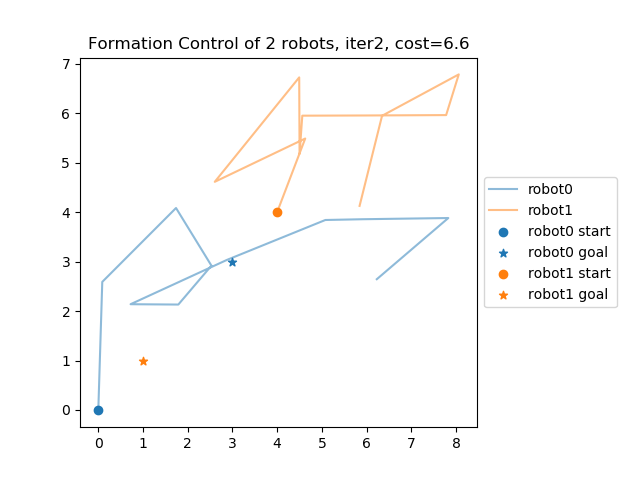 Formation Control of 2 robots, iter2, cost=6.6
7
6
5
4
3
2
1
0
0 1 2 3 4 5 6 7 8
robot0
robot1
robot0 start
robot0 goal
robot1 start
robot1 goal